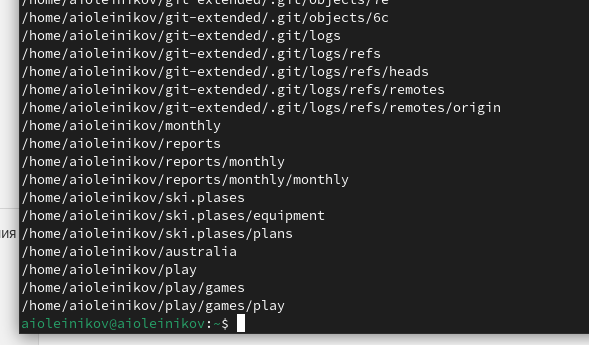 /home/aioleinikov/git-extended/.git/objects/7e
/home/aioleinikov/git-extended/.git/objects/6c
/home/aioleinikov/git-extended/.git/logs
/home/aioleinikov/git-extended/.git/logs/refs
/home/aioleinikov/git-extended/.git/logs/refs/heads
/home/aioleinikov/git-extended/.git/logs/refs/remotes
/home/aioleinikov/git-extended/.git/logs/refs/remotes/origin
/home/aioleinikov/monthly
/home/aioleinikov/reports
/home/aioleinikov/reports/monthly
/home/aioleinikov/reports/monthly/monthly
/home/aioleinikov/ski.plases
/home/aioleinikov/ski.plases/equipment
/home/aioleinikov/ski.plases/plans
/home/aioleinikov/australia
/home/aioleinikov/play
/home/aioleinikov/play/games
/home/aioleinikov/play/games/play
aioleinikov@aioleinikov:~$